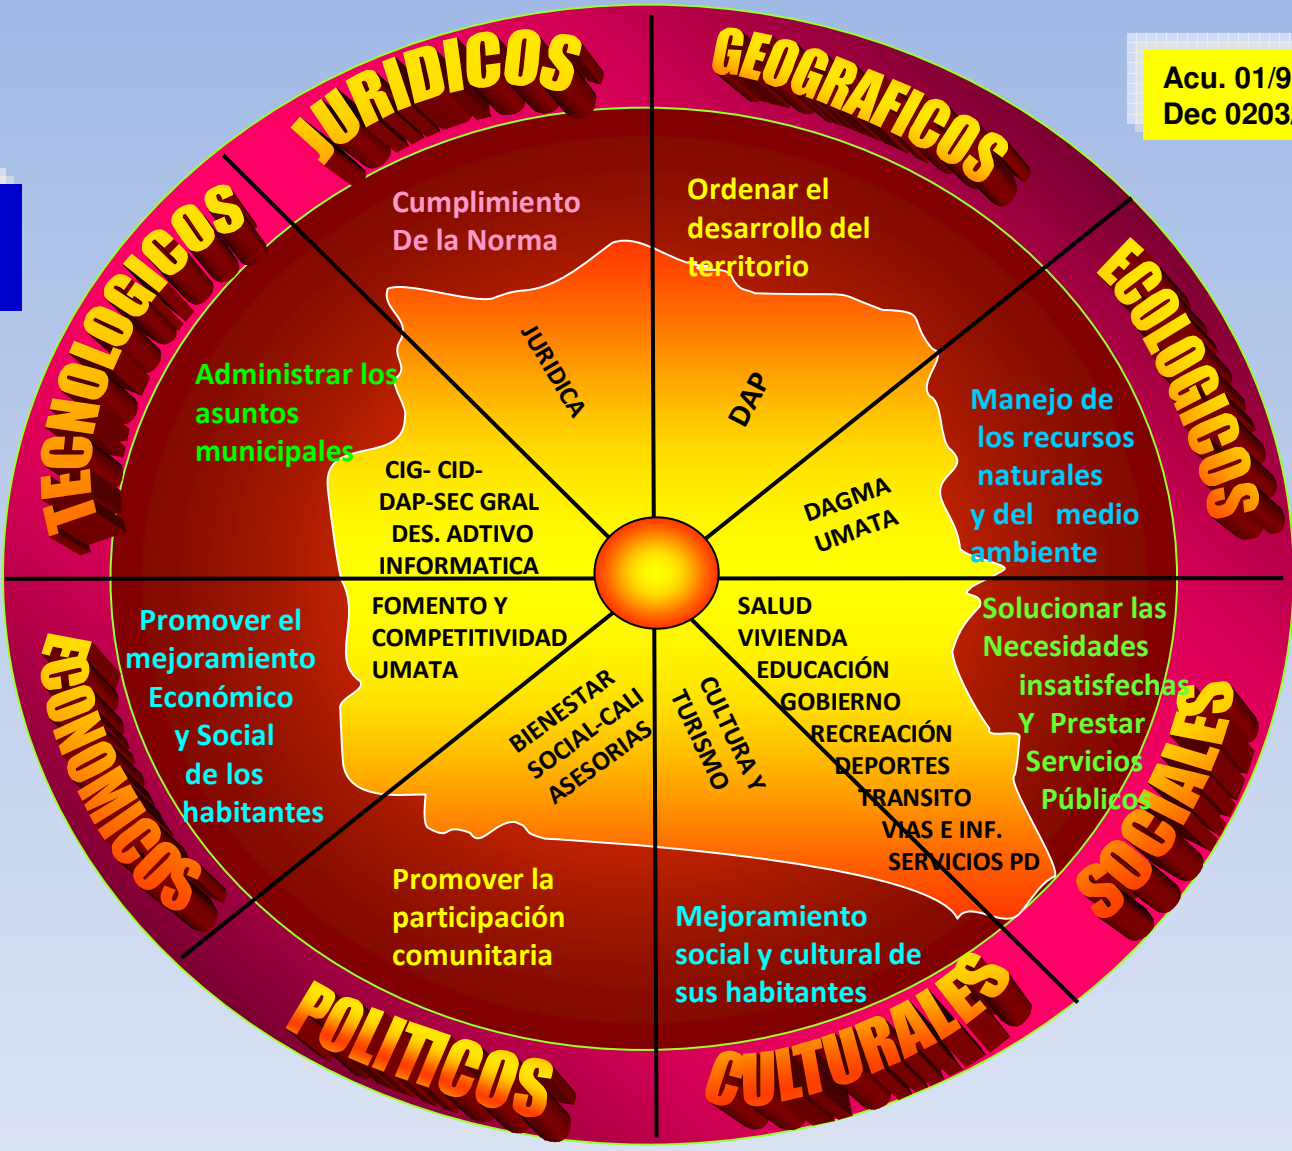 JURIDICOS
GEOGRAFICOS
Acu. 01/9
Dec 0203/
TECNOLOGICOS
ECOLOGICOS
Cumplimiento
De la Norma
Ordenar el
desarrollo del
territorio
JURIDICA
DAP
Administrar los
asuntos
municipales
Manejo de
los recursos
naturales
y del medio
ambiente
CIG- CID-
DAP-SEC GRAL
DES. ADTIVO
INFORMATICA
DAGMA
UMATA
Promover el
mejoramiento
Económico
y Social
de los
habitantes
FOMENTO Y
COMPETITIVIDAD
UMATA
SALUD
VIVIENDA
EDUCACIÓN
GOBIERNO
RECREACIÓN
DEPORTES
TRANSITO
VIAS E INF.
SERVICIOS PD
Solucionar las
Necesidades
insatisfechas
Y Prestar
Servicios
Públicos
BIENESTAR
SOCIAL-CALI
ASESORIAS
CULTURA Y
TURISMO
ECONOMICOS
SOCIALES
Promover la
participación
comunitaria
Mejoramiento
social y cultural de
sus habitantes
POLITICOS
CULTURALES